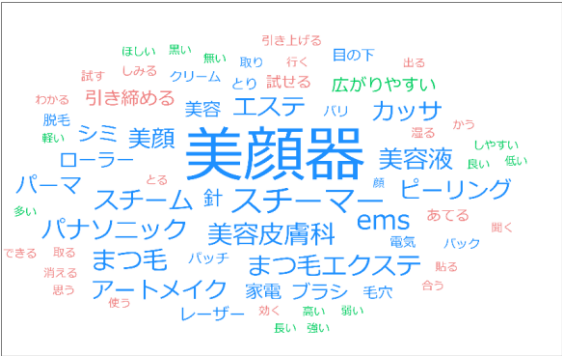 引き上げる
ほしい 黒い 無い 取り 行く 目の下 出る
試す しみる クリーム とり 試せる 広がりやすい
わかる 引き締める 美容 エステ バリ カッサ
脱毛 シミ 美顔 美顔器 湿る かう
軽い ローラー 美容液 しやすい 良い 低い
パーマ スチーム とる 針 スチーマー 顔 ピーリング
多い パナソニック 美容皮膚科 ems あてる 聞く
できる 取る まつ毛 パッチ まつ毛エクステ 電気 パック 貼る
消える 思う アートメイク 家電 ブラシ 毛穴 合う
使う レーザー 効く 高い 弱い
長い 強い